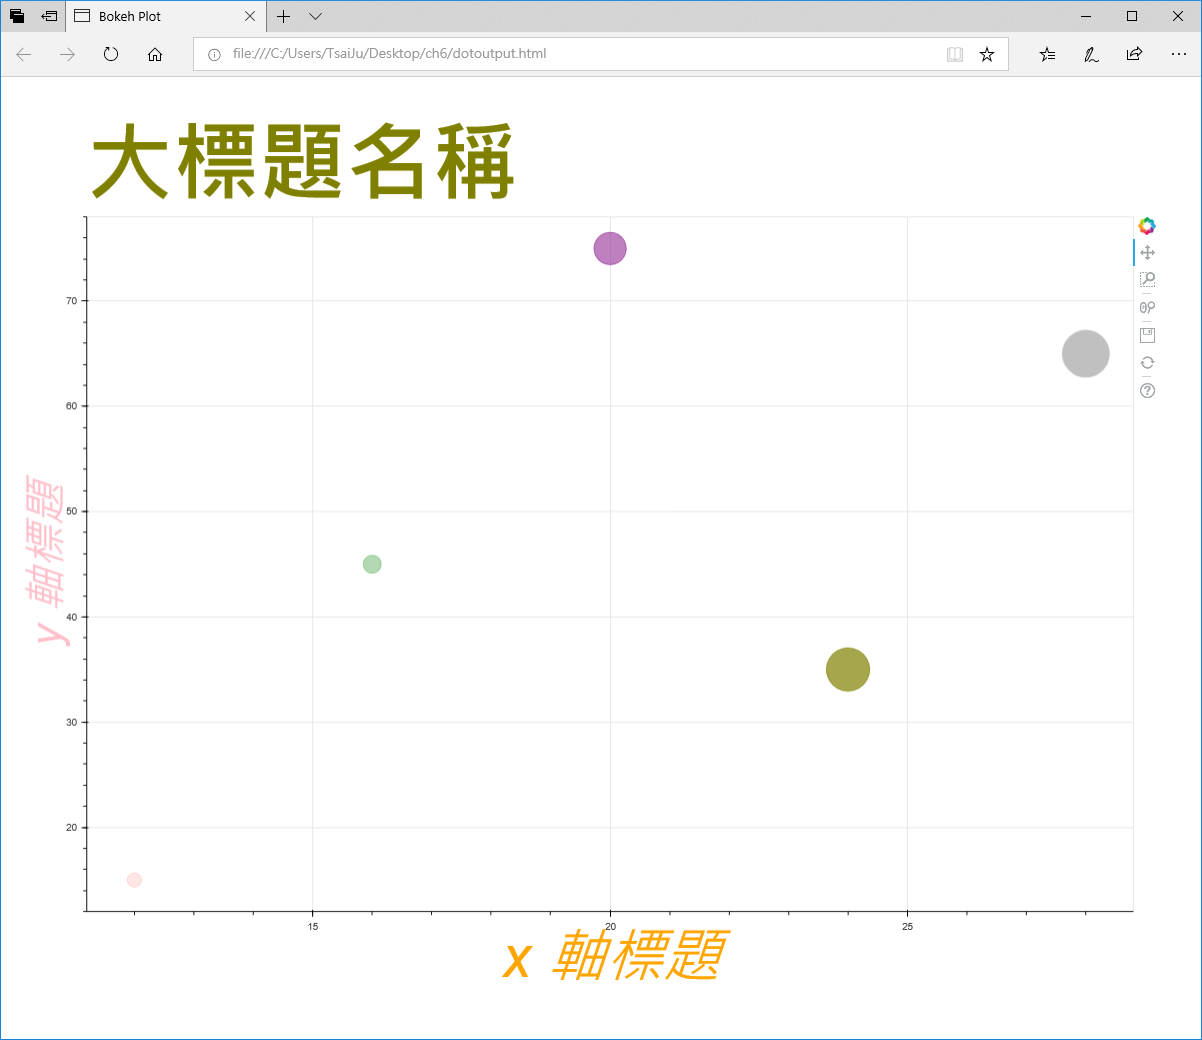 Bokeh Plot
file:///C:/Users/TsaiJu/Desktop/ch6/dotoutput.html
大標題名稱
70
60
50
40
30
20
y 軸標題
15 20 25
x 軸標題